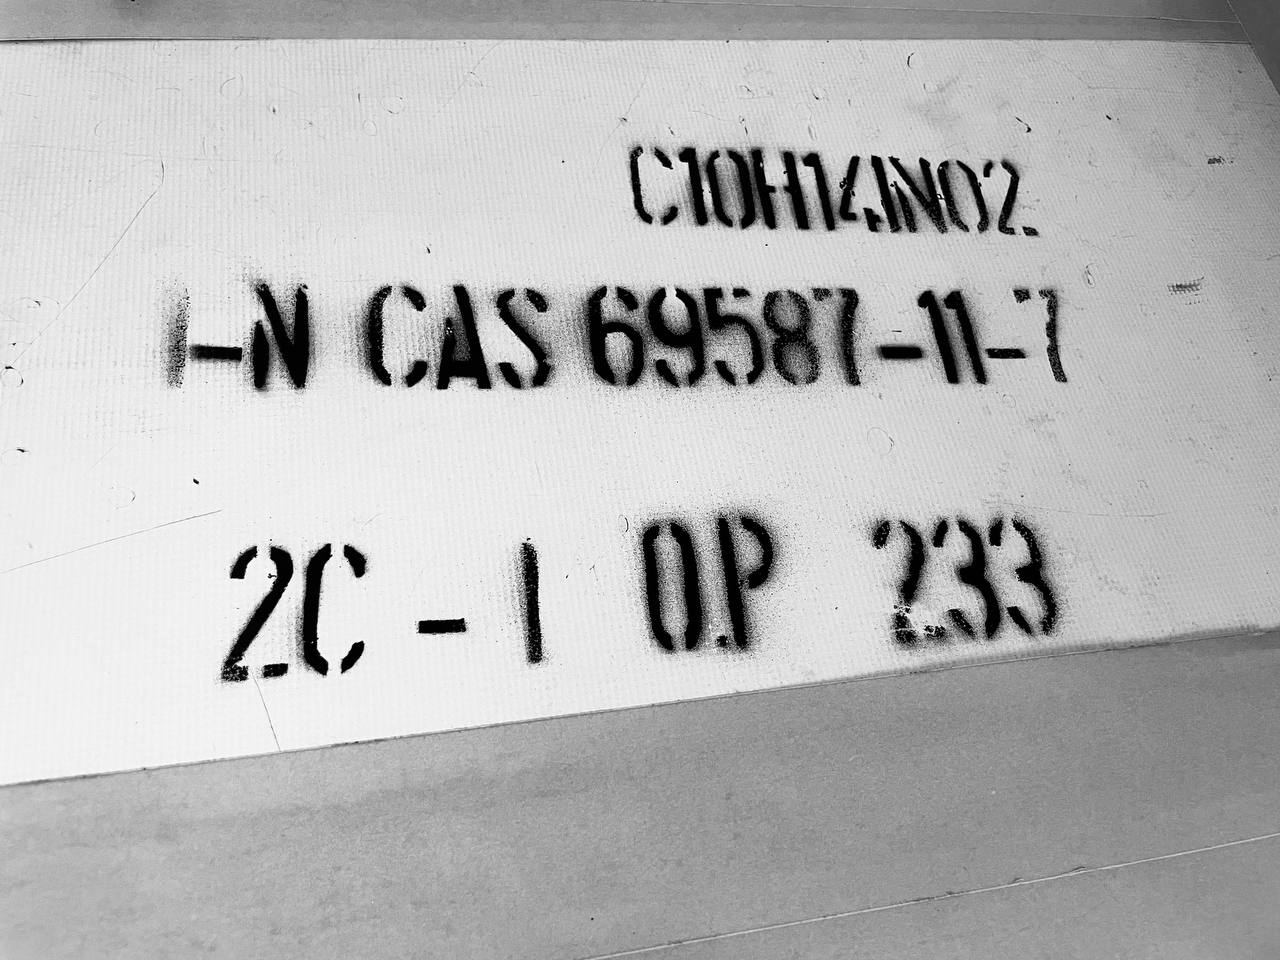 C10H14INO2
I-N CAS 69587-11-7
2C-I O.P 233